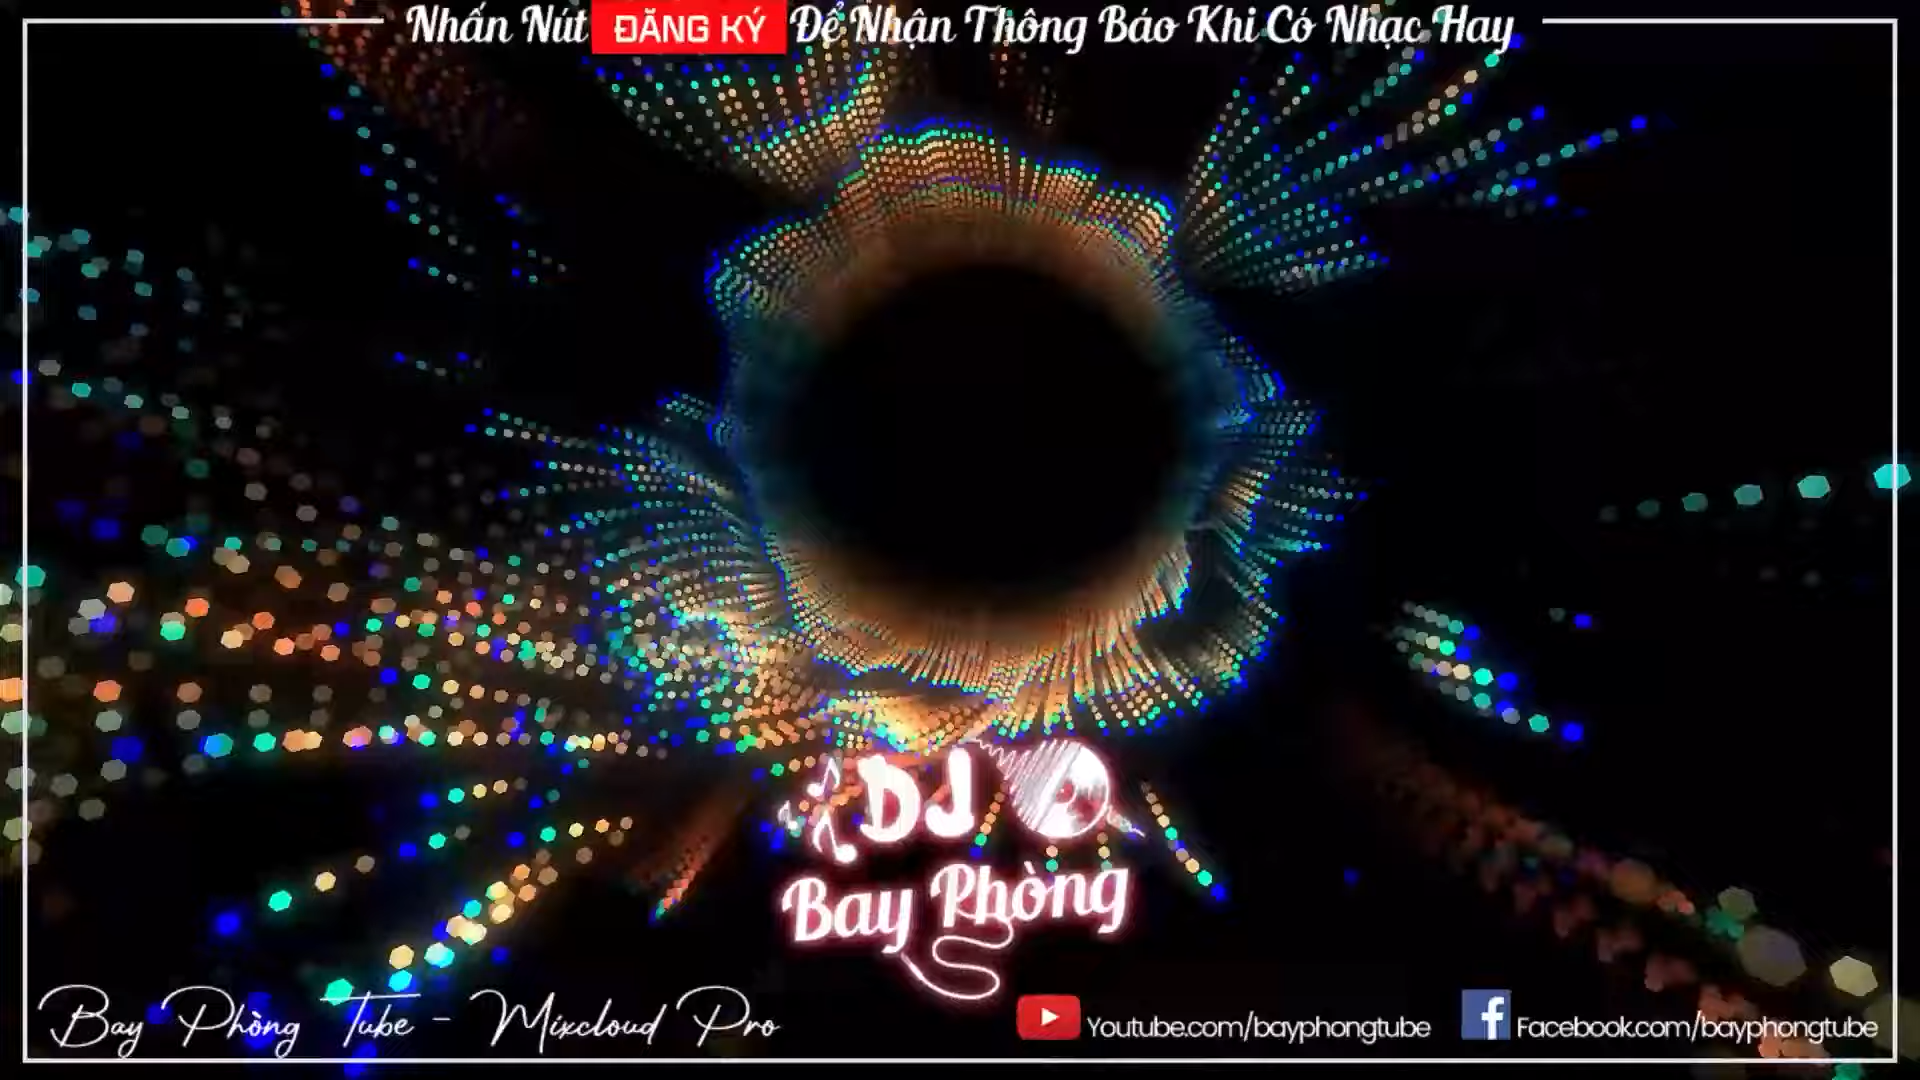 Nhấn Nút ĐĂNG KÝ Để Nhận Thông Báo Khi Có Nhạc Hay
DJ
Bay Phòng
Bay Phòng Tube - Mixcloud Pro
Youtube.com/bayphongtube
Facebook.com/bayphongtube